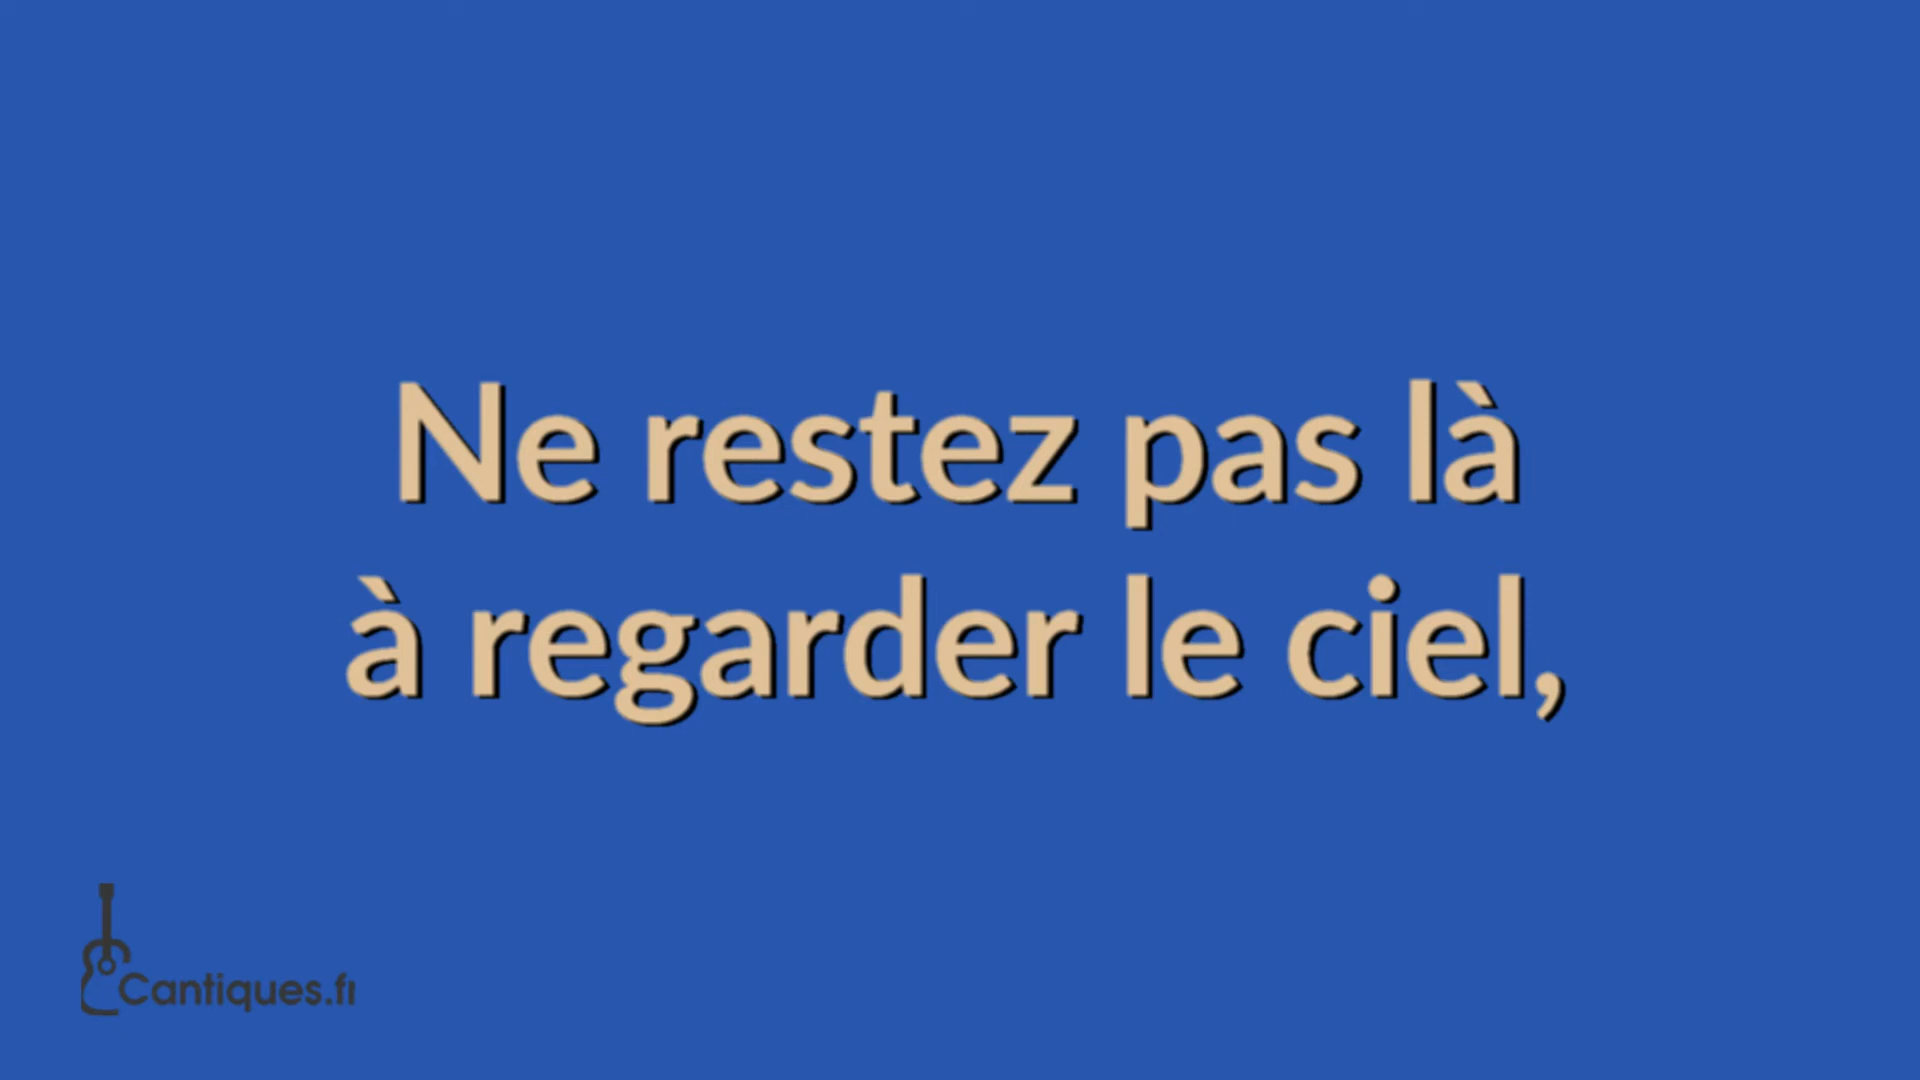 Ne restez pas là
à regarder le ciel,
Cantiques.fr